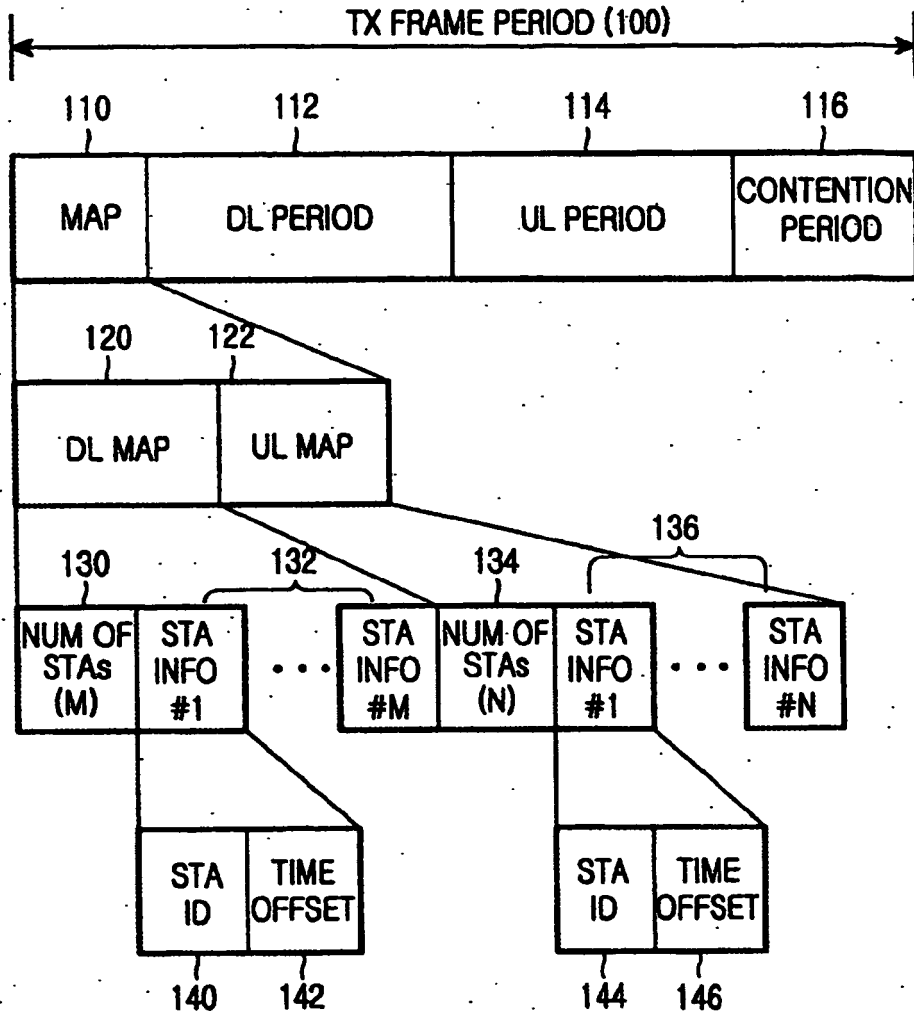 TX FRAME PERIOD (100)
110
112
114
116
MAP
DL PERIOD
UL PERIOD
CONTENTION
PERIOD
120
122
DL MAP
UL MAP
130
132
134
136
NUM OF
STAs
(M)
STA
INFO
#1
• • •
STA
INFO
#M
NUM OF
STAs
(N)
STA
INFO
#1
• • •
STA
INFO
#N
STA
ID
TIME
OFFSET
STA
ID
TIME
OFFSET
140
142
144
146